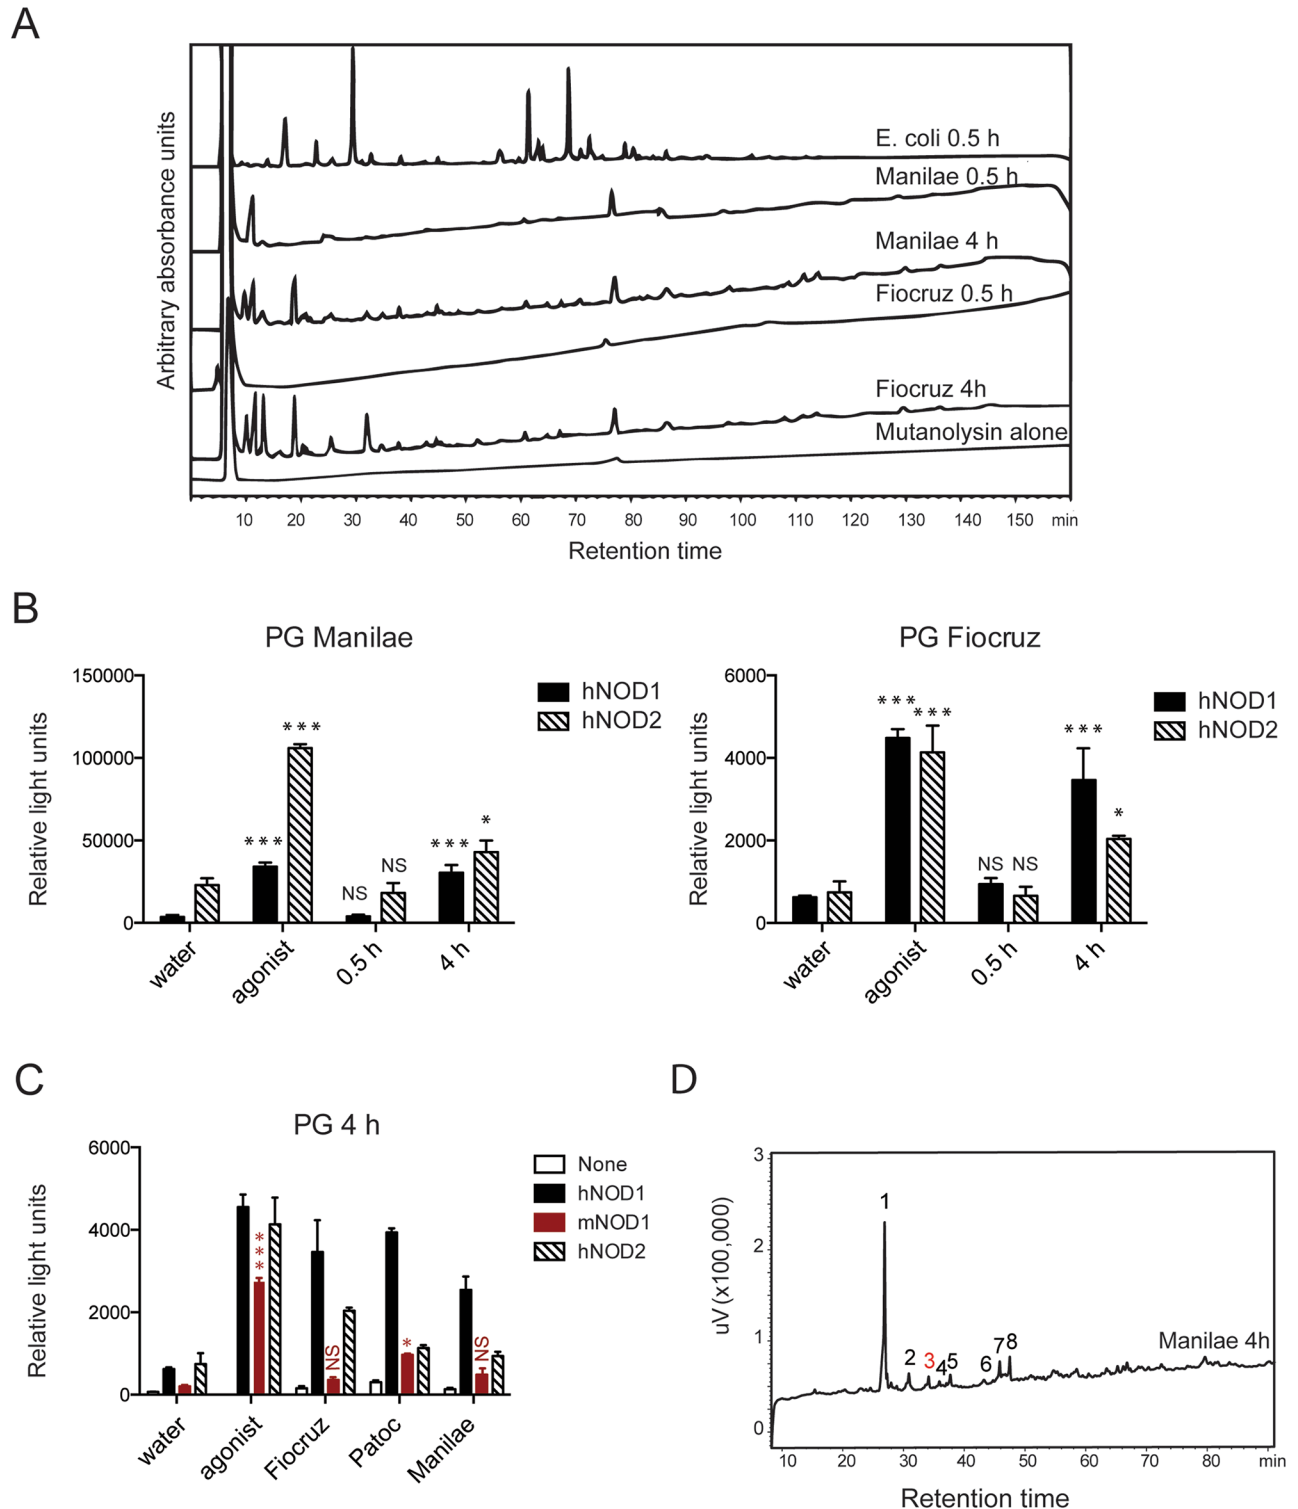 A
Arbitrary absorbance units
E. coli 0.5 h
Manilae 0.5 h
Manilae 4 h
Fiocruz 0.5 h
Fiocruz 4h
Mutanolysin alone
10 20 30 40 50 60 70 80 90 100 110 120 130 140 150 min
Retention time
B
PG Manilae
Relative light units
150000
100000
50000
0
hNOD1
hNOD2
***
***
NS
NS
***
*
water agonist 0.5 h 4 h
PG Fiocruz
Relative light units
6000
4000
2000
0
hNOD1
hNOD2
***
***
NS
NS
***
*
water agonist 0.5 h 4 h
C
PG 4 h
Relative light units
6000
4000
2000
0
None
hNOD1
mNOD1
hNOD2
***
NS
*
NS
water agonist Fiocruz Patoc Manilae
D
uV (x100,000)
3
2
1
0
1
2
3
4
5
6
7
8
Manilae 4h
10 20 30 40 50 60 70 80 min
Retention time